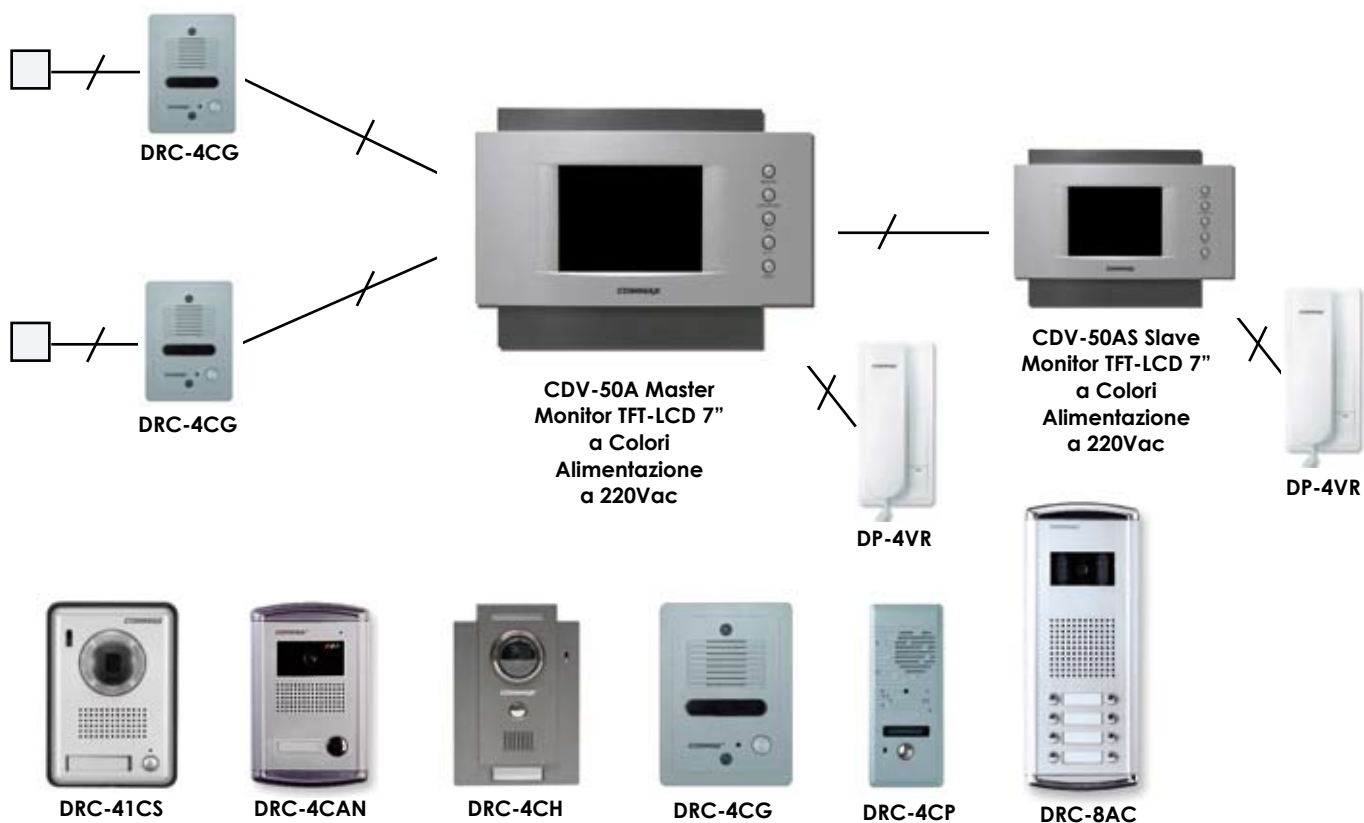 DRC-4CG
DRC-4CG
COMMAX
CDV-50A Master
Monitor TFT-LCD 7”
a Colori
Alimentazione
a 220Vac
DP-4VR
CDV-50AS Slave
Monitor TFT-LCD 7”
a Colori
Alimentazione
a 220Vac
DP-4VR
COMMAX
DRC-41CS
DRC-4CAN
DRC-4CH
DRC-4CG
DRC-4CP
DRC-8AC